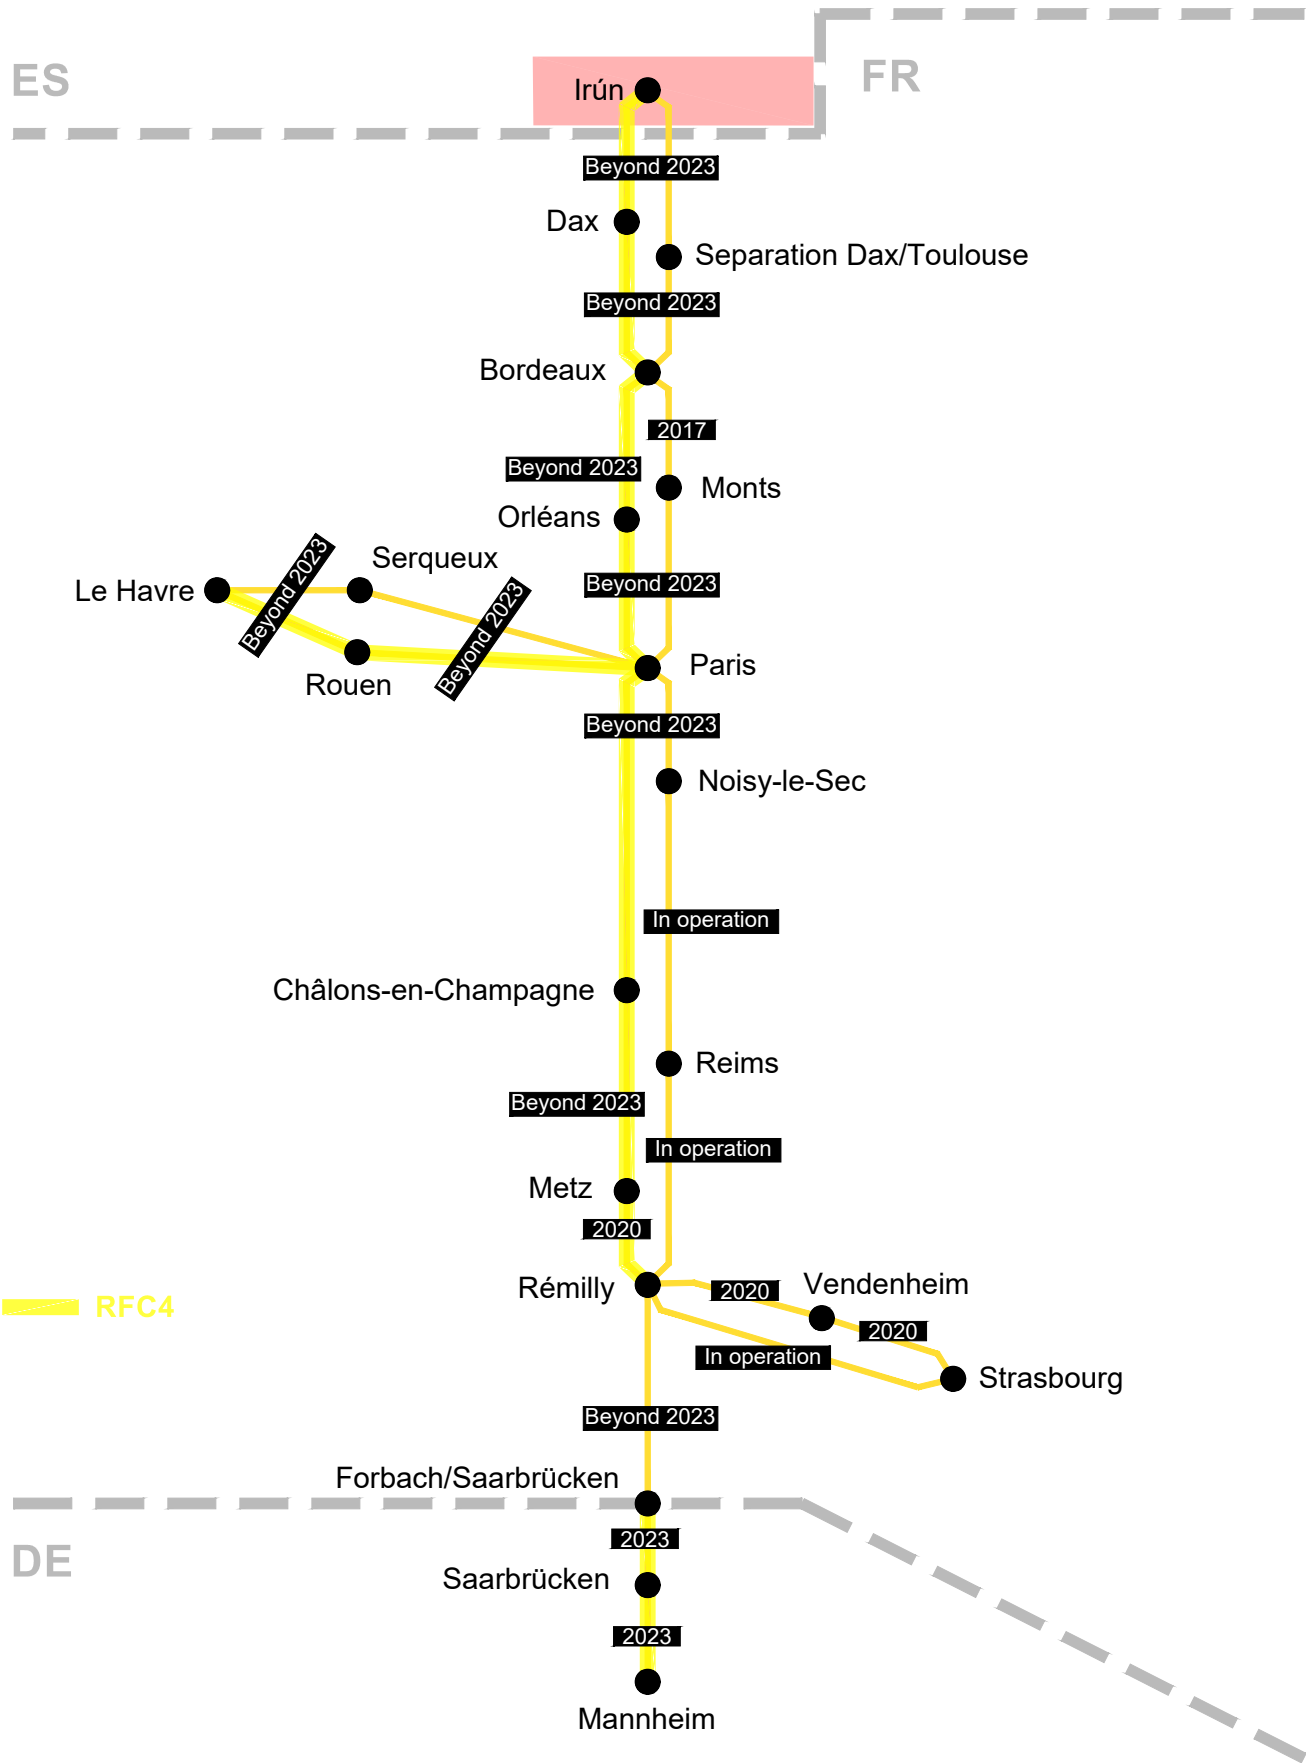 ES
FR
Irún
Beyond 2023
Dax
Separation Dax/Toulouse
Beyond 2023
Bordeaux
2017
Beyond 2023
Monts
Orléans
Serqueux
Beyond 2023
Beyond 2023
Beyond 2023
Le Havre
Rouen
Paris
Beyond 2023
Noisy-le-Sec
In operation
Châlons-en-Champagne
Reims
Beyond 2023
In operation
Metz
2020
Rémilly
Vendenheim
2020
RFC4
2020
In operation
Strasbourg
Beyond 2023
Forbach/Saarbrücken
2023
DE
Saarbrücken
2023
Mannheim